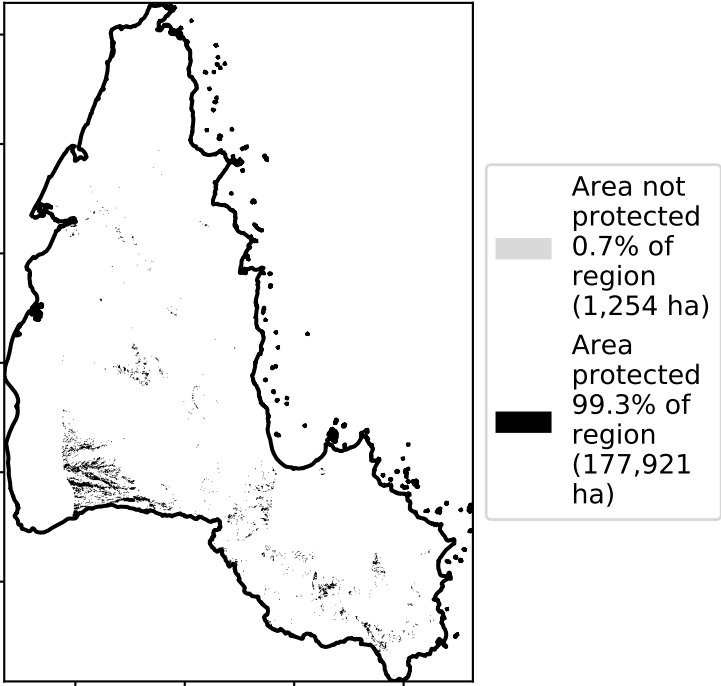 Area not
protected
0.7% of
region
(1,254 ha)
Area
protected
99.3% of
region
(177,921
ha)